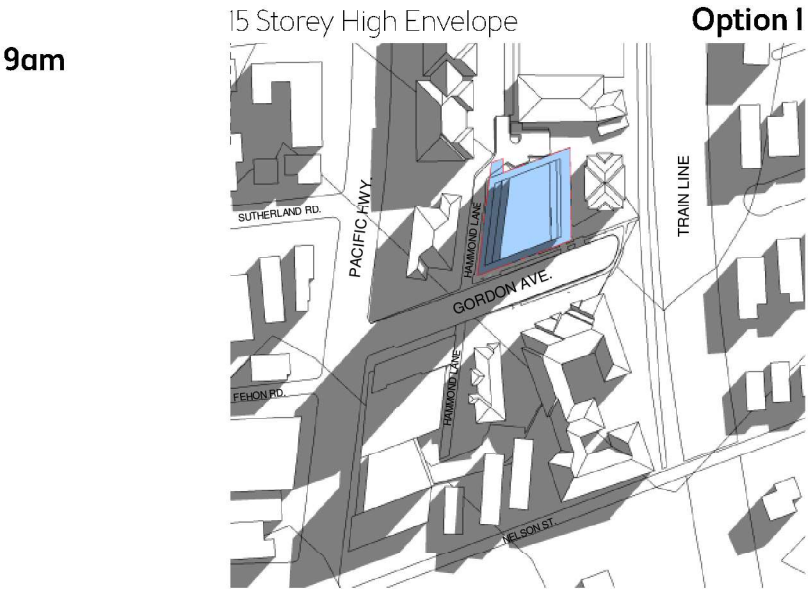 15 Storey High Envelope
Option 1
9am
SUTHERLAND RD.
PACIFIC HWY.
HAMMOND LANE
TRAIN LINE
GORDON AVE.
HAMMOND LANE
FEHON RD.
NELSON ST.